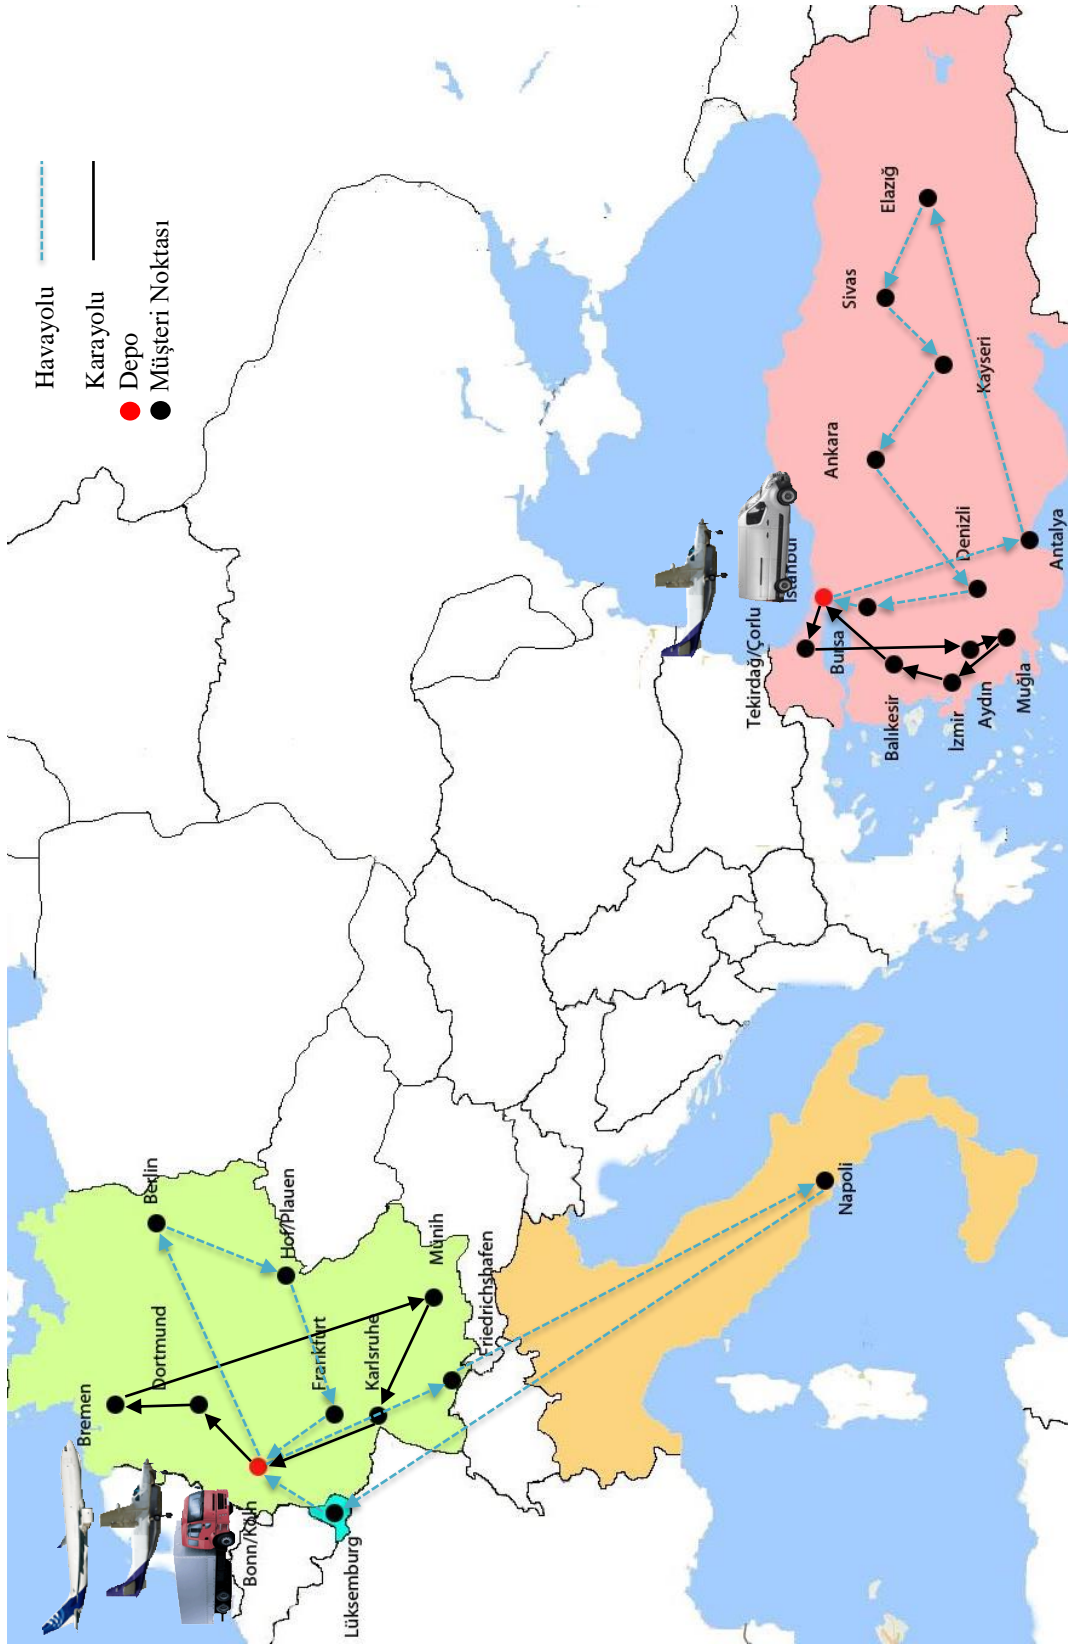 Havayolu
Karayolu
Depo
Müşteri Noktası
Bremen
Dortmund
Berlin
Bonn/Köln
Hof/Plauen
Frankfurt
Lüksemburg
Karlsruhe
Münih
Friedrichshafen
Napoli
Tekirdağ/Çorlu
İstanbul
Bursa
Ankara
Sivas
Elazığ
Balıkesir
Denizli
Kayseri
Izmir
Aydın
Muğla
Antalya